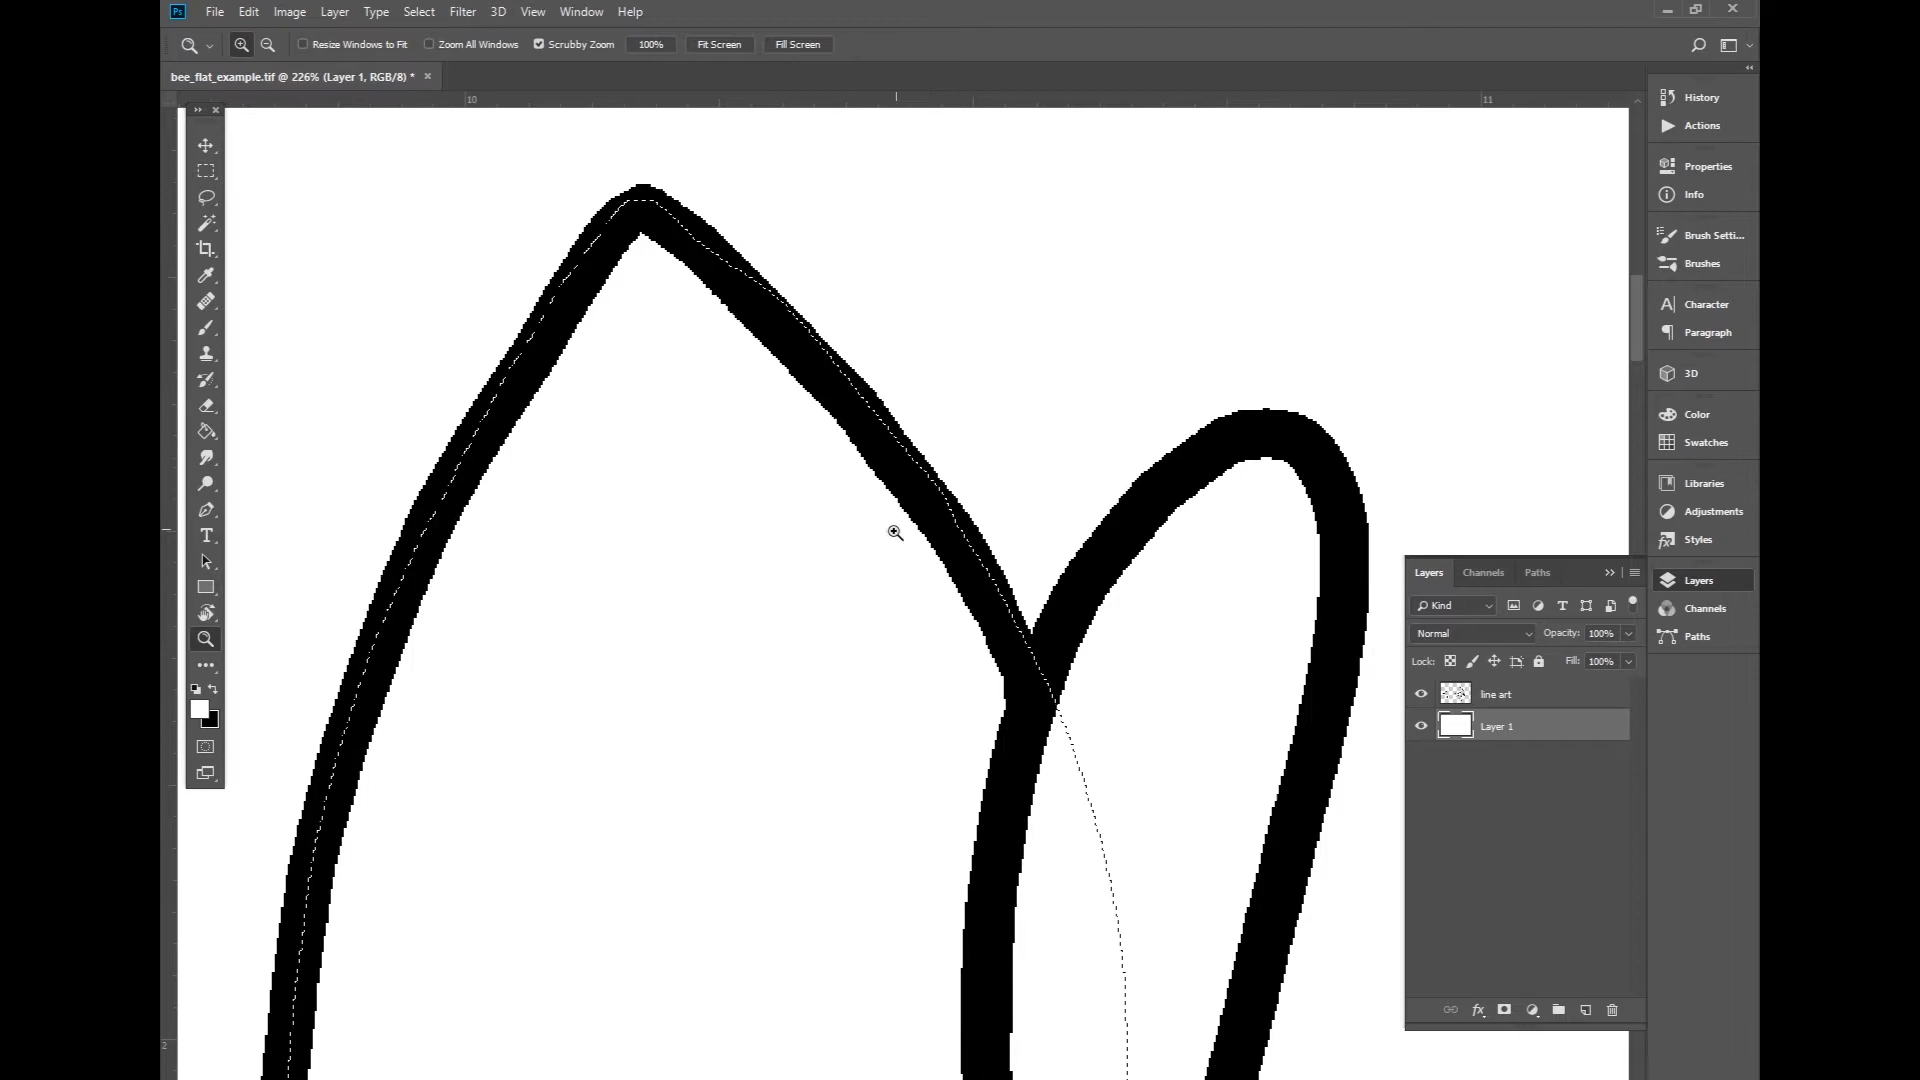 Ps File Edit Image Layer Type Select Filter 3D View Window Help
Resize Windows to Fit Zoom All Windows Scrubby Zoom 100% Fit Screen Fill Screen
bee_flat_example.tif @ 226% (Layer 1, RGB/8) *
10 11
History
Actions
Properties
Info
Brush Setti...
Brushes
Character
Paragraph
3D
Color
Swatches
Libraries
Adjustments
Styles
Layers
Channels
Paths
Layers Channels Paths
Kind
Normal Opacity: 100%
Lock: Fill: 100%
line art
Layer 1
2